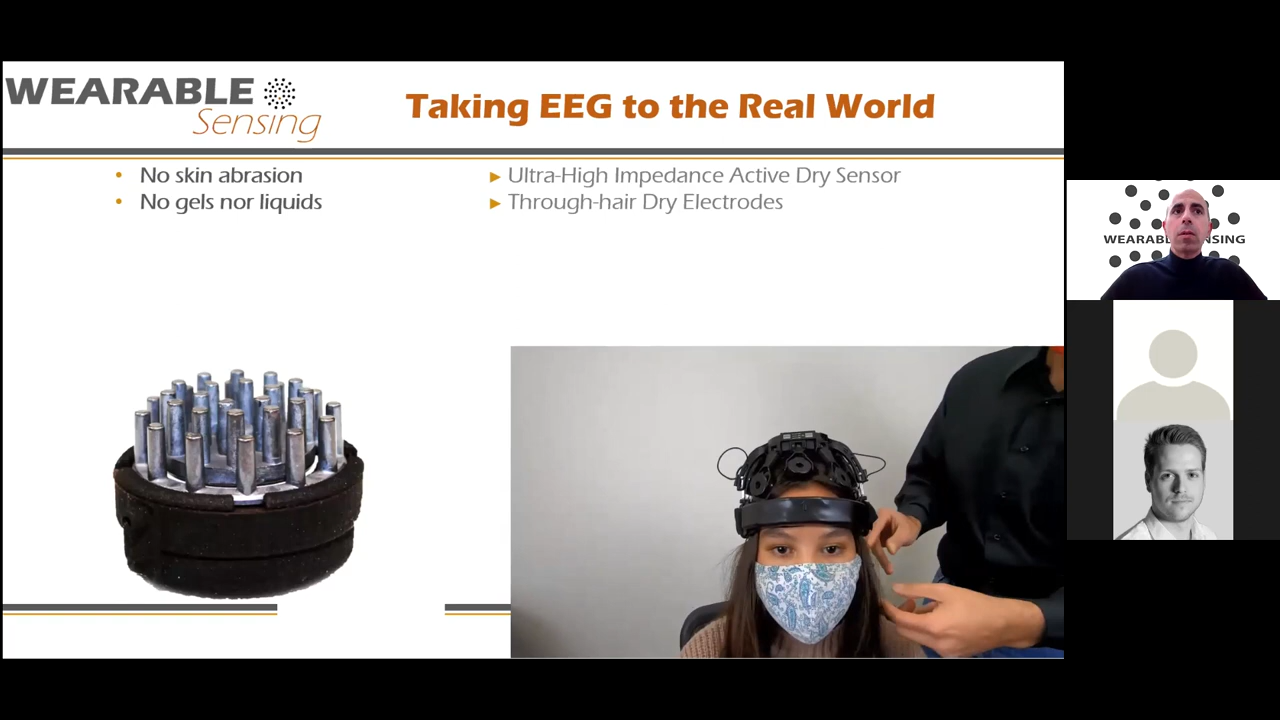 WEARABLE
Sensing
Taking EEG to the Real World
• No skin abrasion
• No gels nor liquids
► Ultra-High Impedance Active Dry Sensor
► Through-hair Dry Electrodes
WEARAB NSING